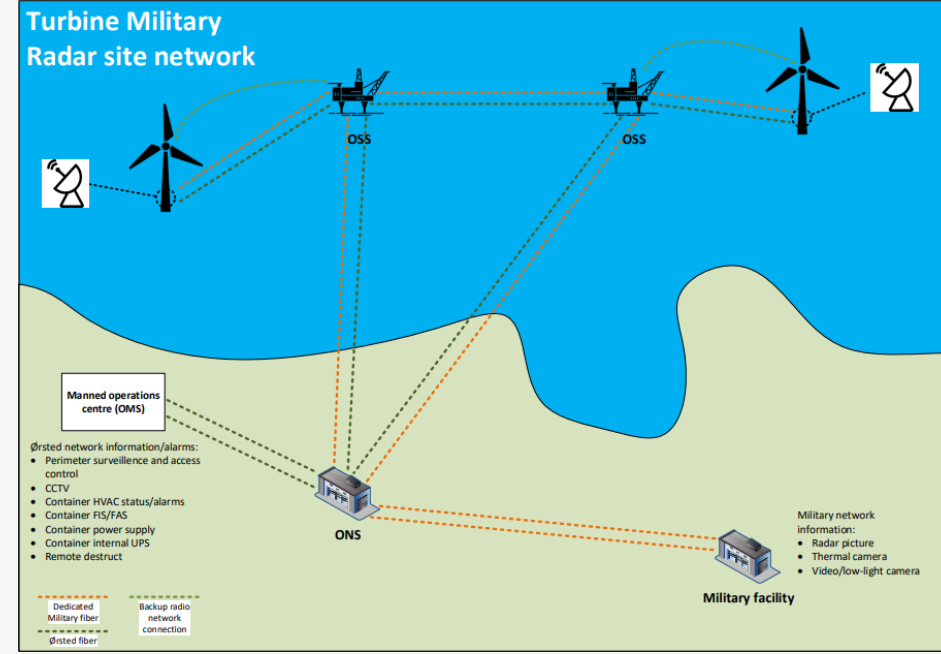 Turbine Military
Radar site network
OSS
OSS
Manned operations
centre (OMS)
Ørsted network information/alarms:
• Perimeter surveillence and access
control
• CCTV
• Container HVAC status/alarms
• Container FIS/FAS
• Container power supply
• Container internal UPS
• Remote destruct
ONS
Military network
information:
• Radar picture
• Thermal camera
• Video/low-light camera
Military facility
Dedicated
Military fiber
Ørsted fiber
Backup radio
network
connection